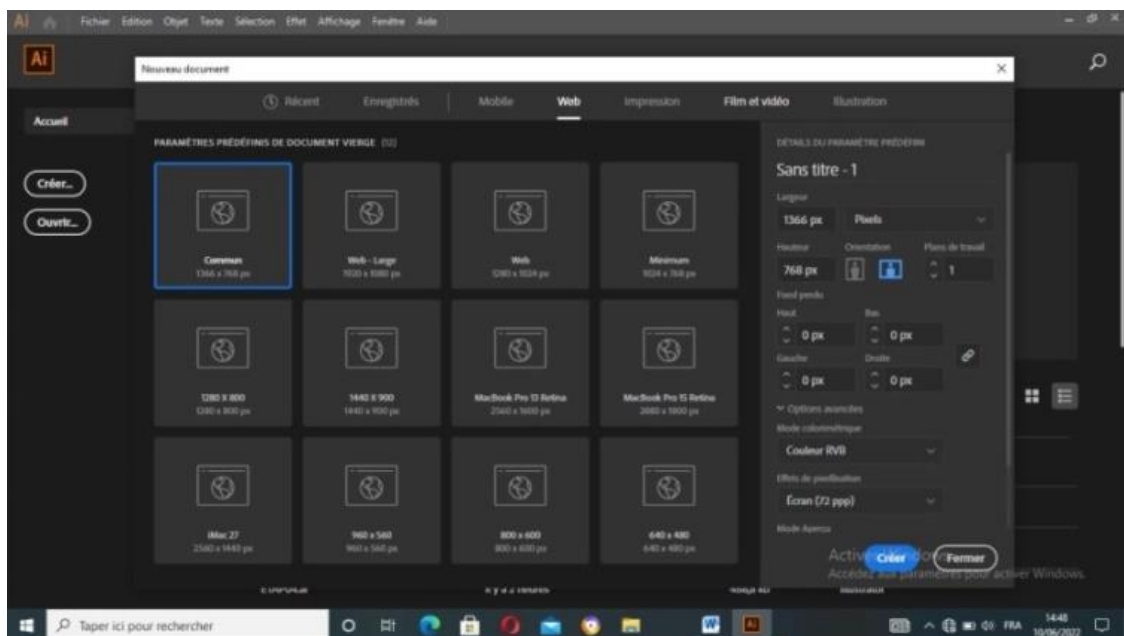 Ai Fichier Edition Objet Texte Sélection Effet Affichage Fenêtre Aide
Ai
Nouveau document
Récent Enregistrés Mobile Web Impression Film et vidéo Illustration
Accueil
Créer...
Ouvrir...
PARAMÈTRES PRÉDÉFINIS DE DOCUMENT VIERGE (12)
Commun
1366 x 768 px
Web - Large
1920 x 1080 px
Web
1280 x 1024 px
Minimum
1024 x 768 px
1280 X 800
1280 x 800 px
1440 X 900
1440 x 900 px
MacBook Pro 13 Retina
2560 x 1600 px
MacBook Pro 15 Retina
2880 x 1800 px
iMac 27
2560 x 1440 px
960 x 560
960 x 560 px
800 x 600
800 x 600 px
640 x 480
640 x 480 px
DÉTAILS DU PARAMÈTRE PRÉDÉFINI
Sans titre - 1
Largeur
1366 px Pixels
Hauteur Orientation Plans de travail
768 px 1
Fond perdu
Haut Bas
0 px 0 px
Gauche Droite
0 px 0 px
Options avancées
Mode colorimétrique
Couleur RVB
Effets de pixellisation
Écran (72 ppp)
Mode Aperçu
Créer Fermer
Accédez aux paramètres pour activer Windows.
il y a 2 heures
Illustrator
Taper ici pour rechercher
FRA
14:48
10/06/2022